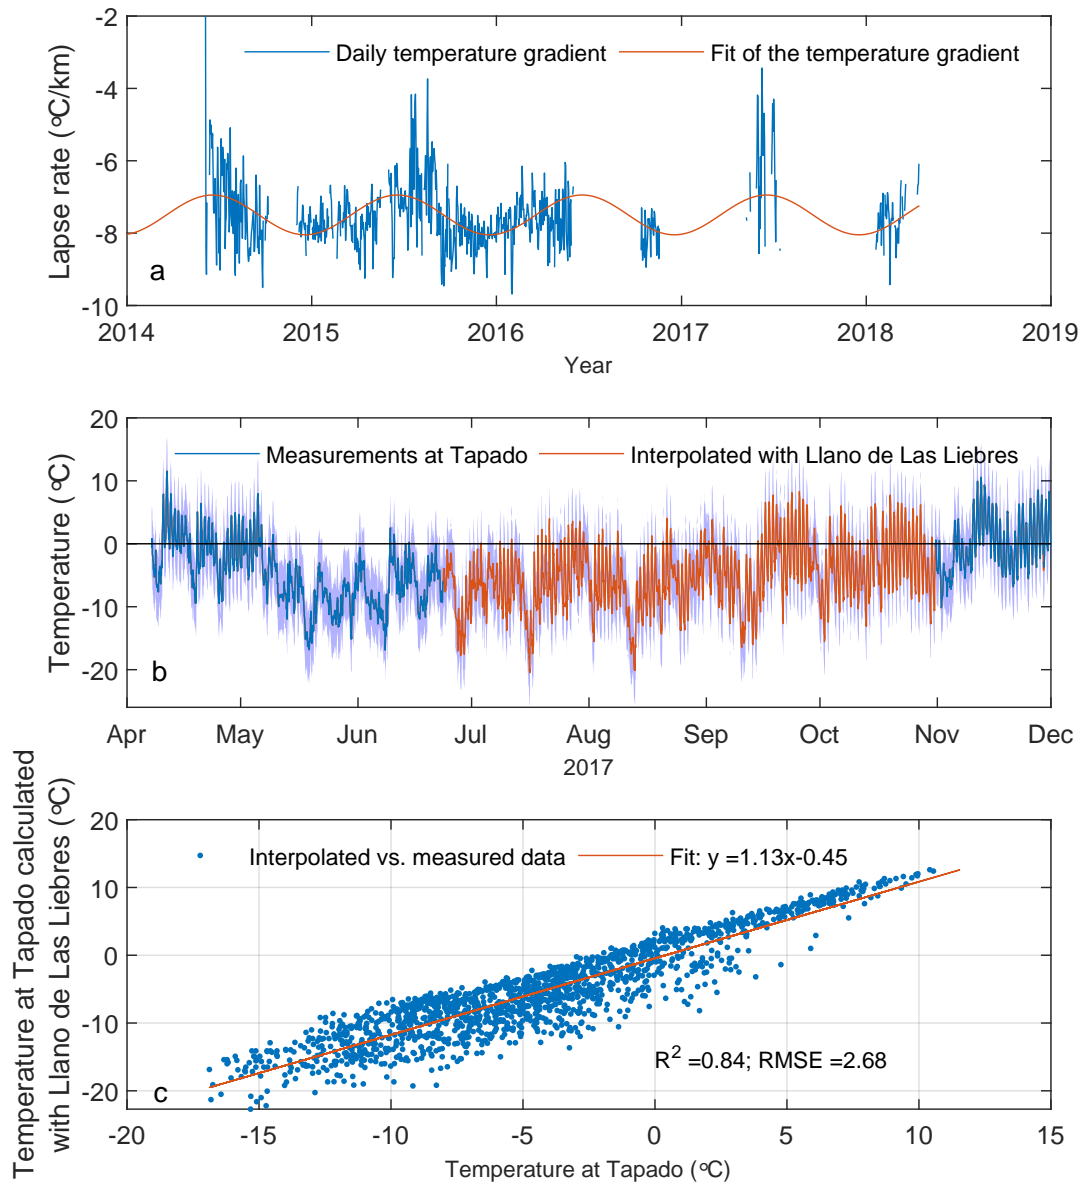 -2
Daily temperature gradient
Fit of the temperature gradient
-4
-6
-8
-10
Lapse rate (°C/km)
a
2014
2015
2016
2017
2018
2019
Year
20
Measurements at Tapado
Interpolated with Llano de Las Liebres
10
0
-10
-20
Temperature (°C)
b
Apr
May
Jun
Jul
Aug
Sep
Oct
Nov
Dec
2017
Temperature at Tapado calculated
with Llano de Las Liebres (°C)
20
Interpolated vs. measured data
Fit: y =1.13x-0.45
10
0
-10
-20
R² =0.84; RMSE =2.68
c
-20
-15
-10
-5
0
5
10
15
Temperature at Tapado (°C)